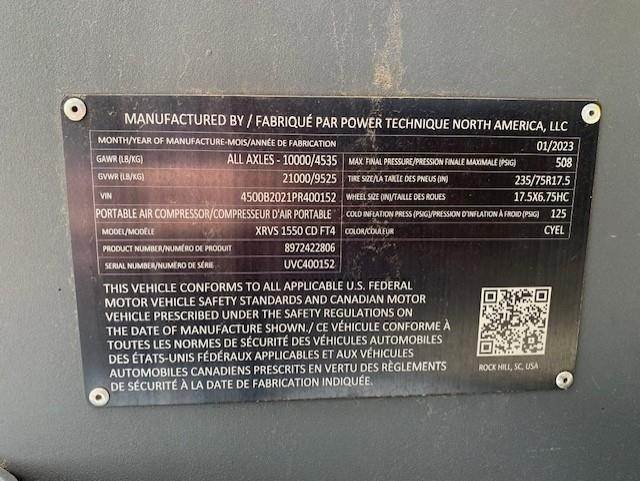 MANUFACTURED BY / FABRIQUÉ PAR POWER TECHNIQUE NORTH AMERICA, LLC
MONTH/YEAR OF MANUFACTURE-MOIS/ANNÉE DE FABRICATION 01/2023
GAWR (LB/KG) ALL AXLES - 10000/4535 MAX. FINAL PRESSURE/PRESSION FINALE MAXIMALE (PSIG) 508
GVWR (LB/KG) 21000/9525 TIRE SIZE/LA TAILLE DES PNEUS (IN) 235/75R17.5
VIN 4500B2021PR400152 WHEEL SIZE (IN)/TAILLE DES ROUES 17.5X6.75HC
PORTABLE AIR COMPRESSOR/COMPRESSEUR D'AIR PORTABLE COLD INFLATION PRESS (PSIG)/PRESSION D'INFLATION À FROID (PSIG) 125
MODEL/MODÈLE XRVS 1550 CD FT4 COLOR/COULEUR CYEL
PRODUCT NUMBER/NUMÉRO DE PRODUIT 8972422806
SERIAL NUMBER/NUMÉRO DE SÉRIE UVC400152
THIS VEHICLE CONFORMS TO ALL APPLICABLE U.S. FEDERAL
MOTOR VEHICLE SAFETY STANDARDS AND CANADIAN MOTOR
VEHICLE PRESCRIBED UNDER THE SAFETY REGULATIONS ON
THE DATE OF MANUFACTURE SHOWN./ CE VÉHICULE CONFORME À
TOUTES LES NORMES DE SÉCURITÉ DES VÉHICULES AUTOMOBILES
DES ÉTATS-UNIS FÉDÉRAUX APPLICABLES ET AUX VÉHICULES
AUTOMOBILES CANADIENS PRESCRITS EN VERTU DES RÈGLEMENTS
DE SÉCURITÉ À LA DATE DE FABRICATION INDIQUÉE.
ROCK HILL, SC, USA